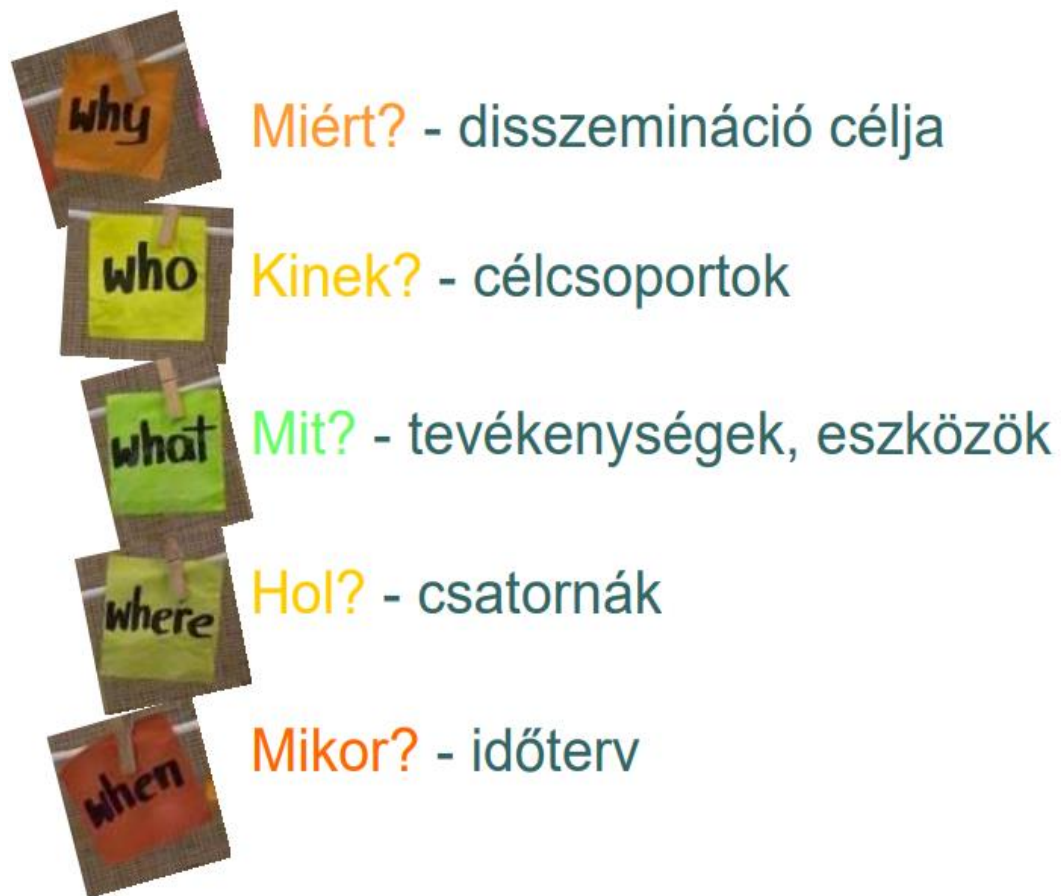 why
Miért? - disszemináció célja
who
Kinek? - célcsoportok
what
Mit? - tevékenységek, eszközök
where
Hol? - csatornák
when
Mikor? - időterv